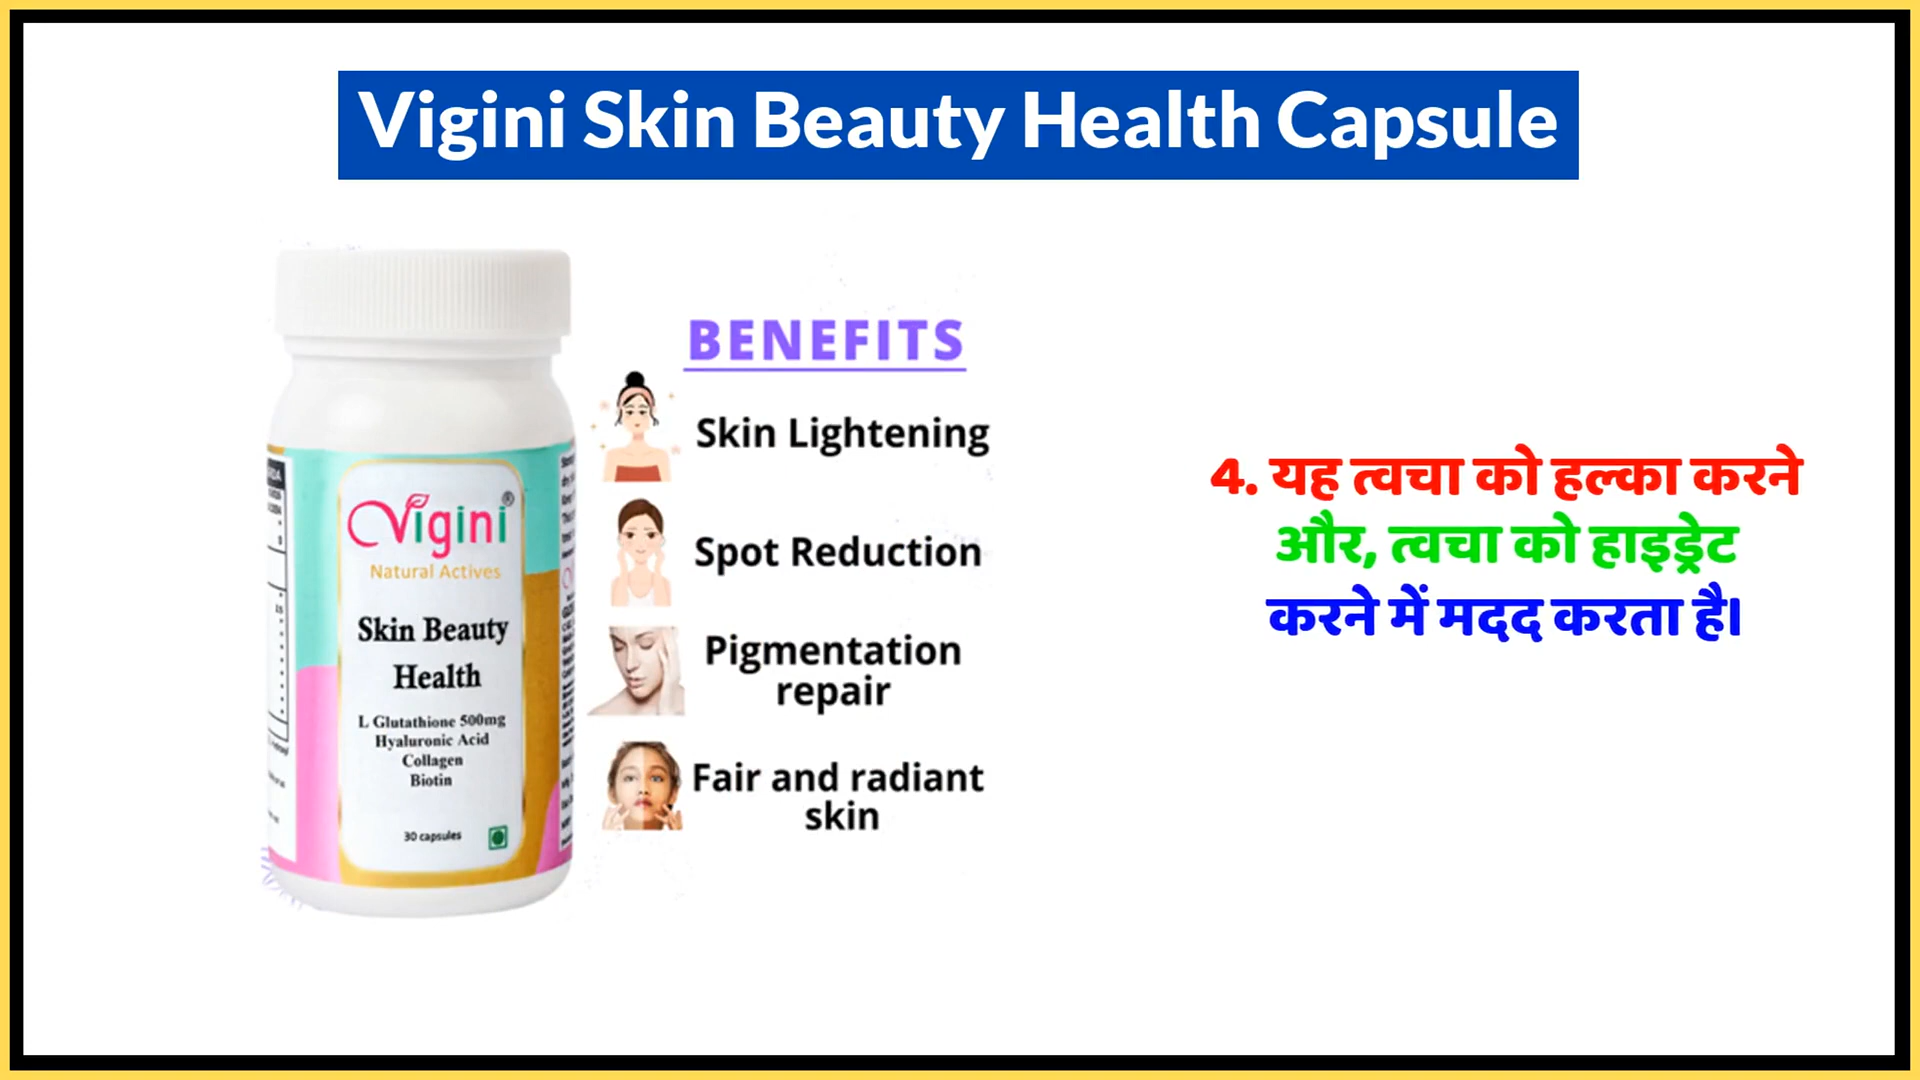 Vigini Skin Beauty Health Capsule
Vigini®
Natural Actives
Skin Beauty
Health
L Glutathione 500mg
Hyaluronic Acid
Collagen
Biotin
30 capsules
BENEFITS
Skin Lightening
Spot Reduction
Pigmentation
repair
Fair and radiant
skin
4. यह त्वचा को हल्का करने
और, त्वचा को हाइड्रेट
करने में मदद करता है।